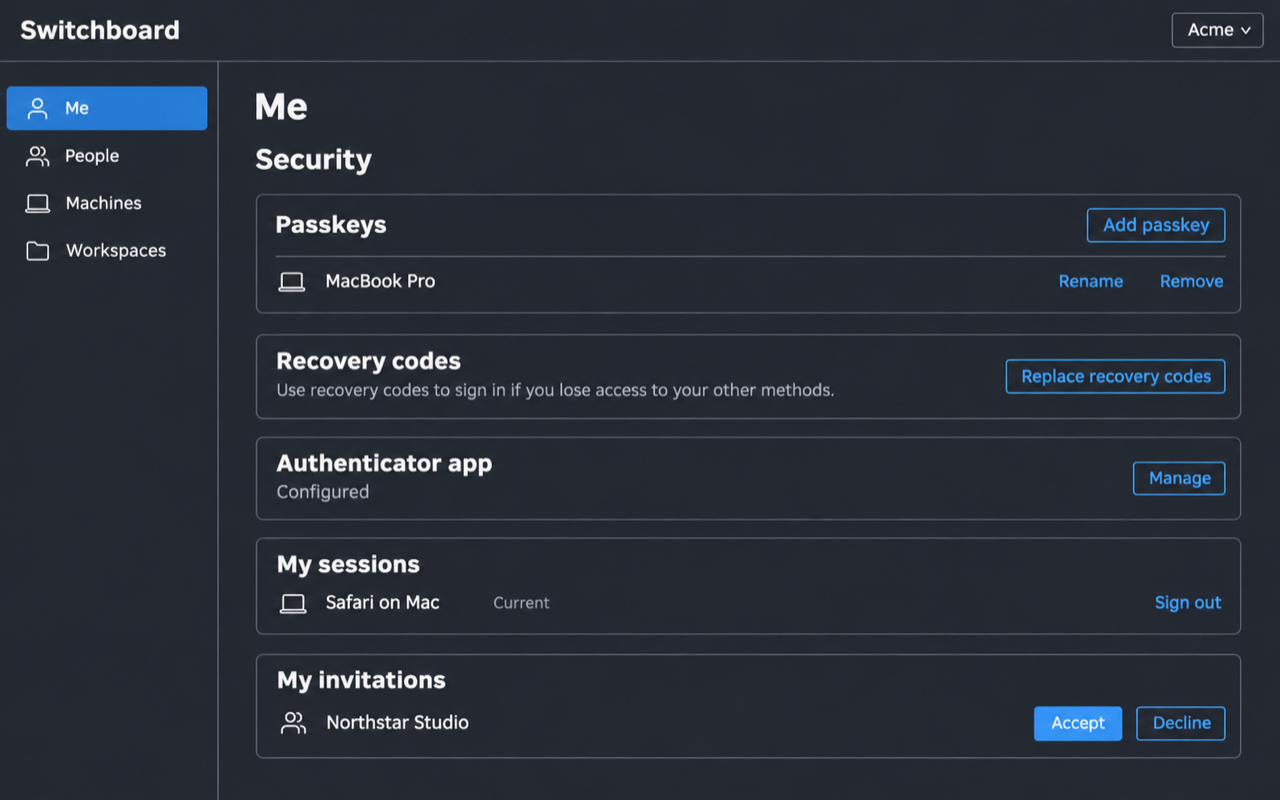 Switchboard
Acme
Me
People
Machines
Workspaces
Me
Security
Passkeys
Add passkey
MacBook Pro
Rename
Remove
Recovery codes
Use recovery codes to sign in if you lose access to your other methods.
Replace recovery codes
Authenticator app
Configured
Manage
My sessions
Safari on Mac
Current
Sign out
My invitations
Northstar Studio
Accept
Decline